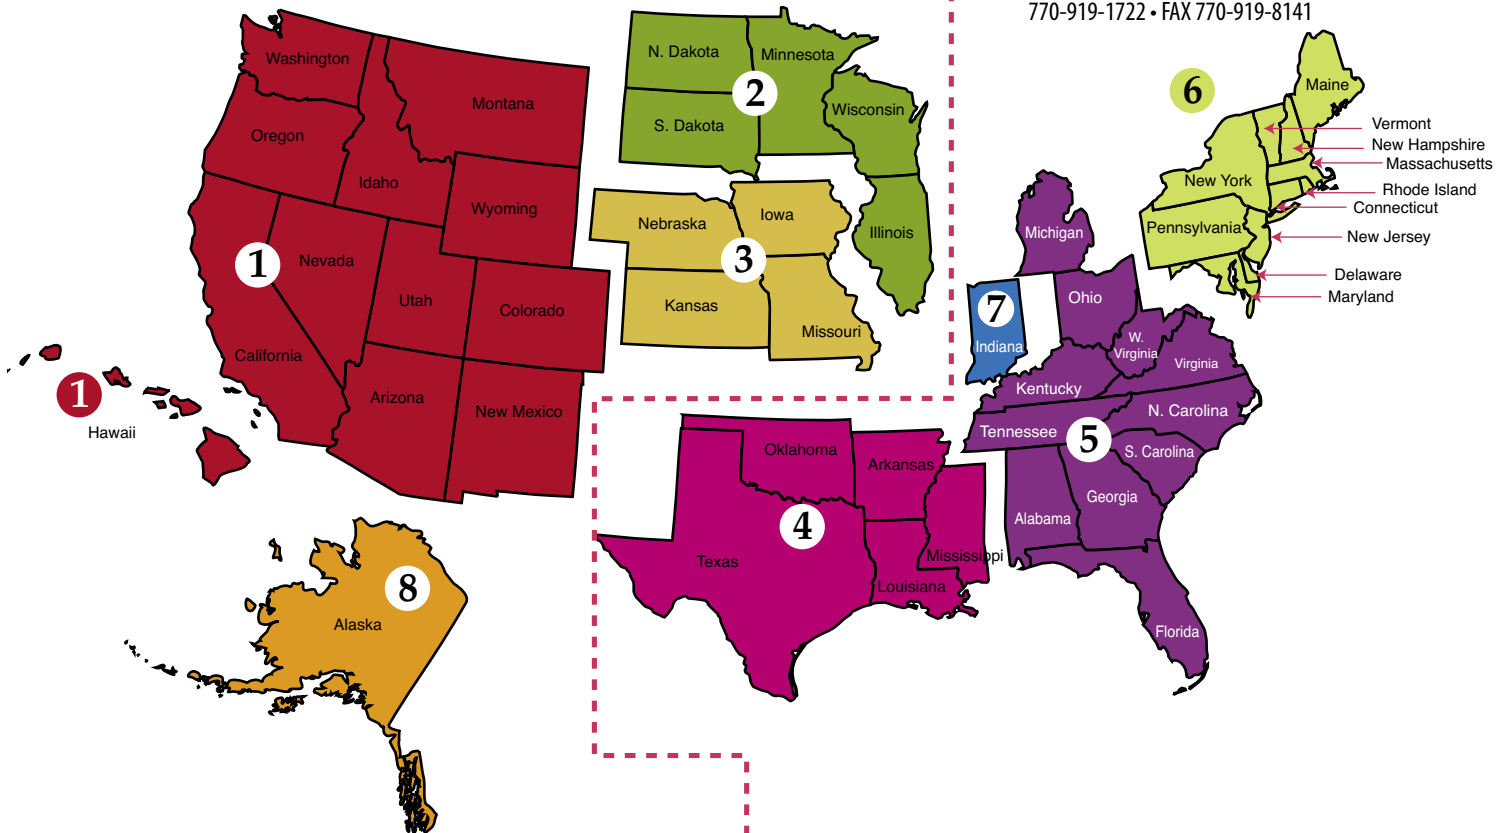 770-919-1722 • FAX 770-919-8141
Washington
Montana
Oregon
Idaho
Wyoming
Nevada
1
Utah
Colorado
California
Arizona
New Mexico
1
Hawaii
N. Dakota
Minnesota
2
S. Dakota
Wisconsin
Illinois
Nebraska
Iowa
3
Kansas
Missouri
6
Maine
Vermont
New Hampshire
Massachusetts
New York
Rhode Island
Connecticut
Pennsylvania
New Jersey
Delaware
Maryland
Michigan
7
Indiana
Ohio
W.
Virginia
Virginia
Kentucky
N. Carolina
Tennessee
5
S. Carolina
Georgia
Alabama
Florida
Oklahoma
Arkansas
4
Texas
Mississippi
Louisiana
8
Alaska